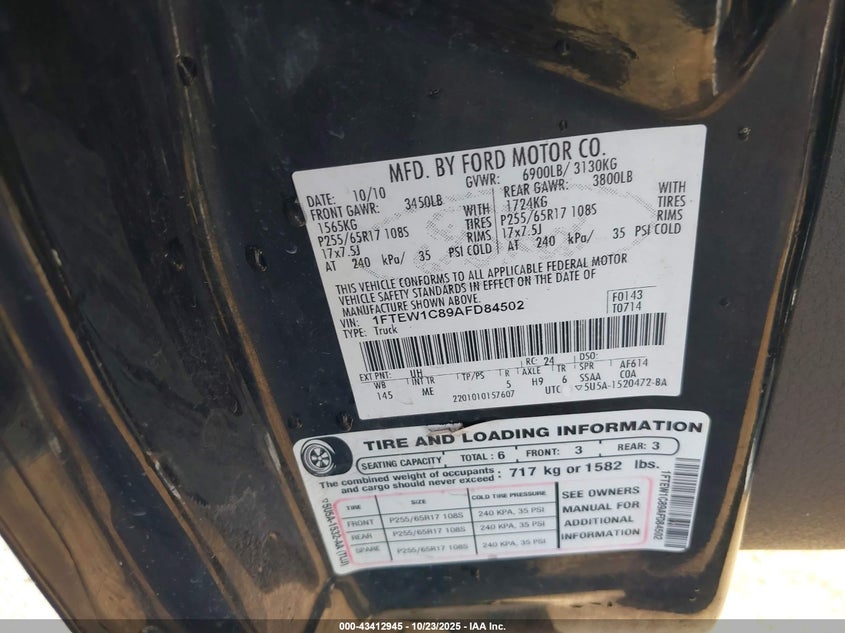 MFD. BY FORD MOTOR CO.
DATE: 10/10 GVWR: 6900LB/ 3130KG
FRONT GAWR: 3450LB REAR GAWR: 3800LB
1565KG WITH 1724KG WITH
P255/65R17 108S TIRES P255/65R17 108S TIRES
17x7.5J RIMS 17x7.5J RIMS
AT 240 kPa/ 35 PSI COLD AT 240 kPa/ 35 PSI COLD
THIS VEHICLE CONFORMS TO ALL APPLICABLE FEDERAL MOTOR
VEHICLE SAFETY STANDARDS IN EFFECT ON THE DATE OF
MANUFACTURE SHOWN ABOVE.
VIN: 1FTEW1C89AFD84502 F0143
TYPE: Truck T0714
EXT PNT: UH RC: 24 DSO:
WB INT TR TP/PS R AXLE TR SPR AF614
145 ME 5 H9 6 SSAA COA
2201010157607 UTC ▽5U5A-1520472-BA
TIRE AND LOADING INFORMATION
SEATING CAPACITY TOTAL: 6 FRONT: 3 REAR: 3
The combined weight of occupants
and cargo should never exceed : 717 kg or 1582 lbs.
TIRE SIZE COLD TIRE PRESSURE
FRONT P255/65R17 108S 240 KPA, 35 PSI
REAR P255/65R17 108S 240 KPA, 35 PSI
SPARE P255/65R17 108S 240 KPA, 35 PSI
SEE OWNERS
MANUAL FOR
ADDITIONAL
INFORMATION
5U5A-1532-AA (TLU)
1FTEW1C89AFD84502
000-43412945 - 10/23/2025 - IAA Inc.